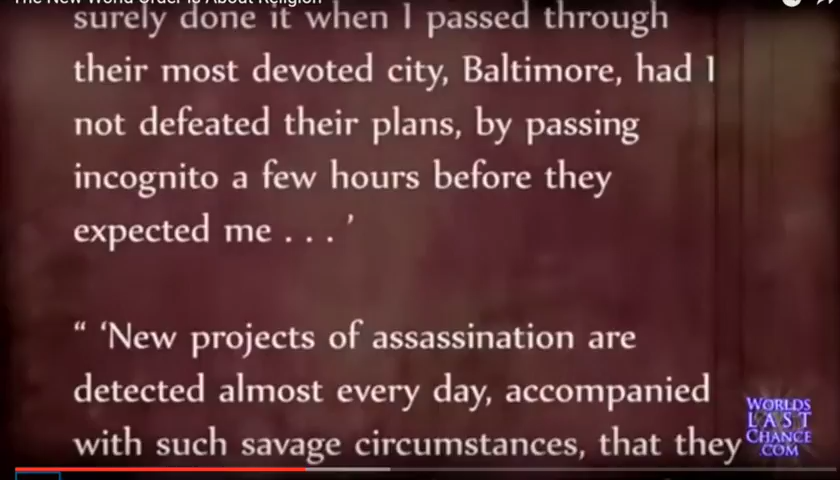 The New World Order is About Religion
surely done it when I passed through
their most devoted city, Baltimore, had I
not defeated their plans, by passing
incognito a few hours before they
expected me . . . ’
“ ‘New projects of assassination are
detected almost every day, accompanied
with such savage circumstances, that they
WORLDS
LAST
CHANCE
.COM